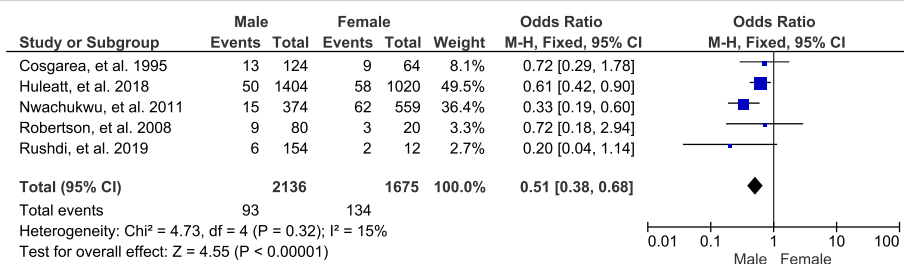 Male Female Odds Ratio Odds Ratio
Study or Subgroup Events Total Events Total Weight M-H, Fixed, 95% CI M-H, Fixed, 95% CI
Cosgarea, et al. 1995 13 124 9 64 8.1% 0.72 [0.29, 1.78]
Huleatt, et al. 2018 50 1404 58 1020 49.5% 0.61 [0.42, 0.90]
Nwachukwu, et al. 2011 15 374 62 559 36.4% 0.33 [0.19, 0.60]
Robertson, et al. 2008 9 80 3 20 3.3% 0.72 [0.18, 2.94]
Rushdi, et al. 2019 6 154 2 12 2.7% 0.20 [0.04, 1.14]
Total (95% CI) 2136 1675 100.0% 0.51 [0.38, 0.68]
Total events 93 134
Heterogeneity: Chi² = 4.73, df = 4 (P = 0.32); I² = 15%
Test for overall effect: Z = 4.55 (P < 0.00001)
0.01 0.1 1 10 100
Male Female